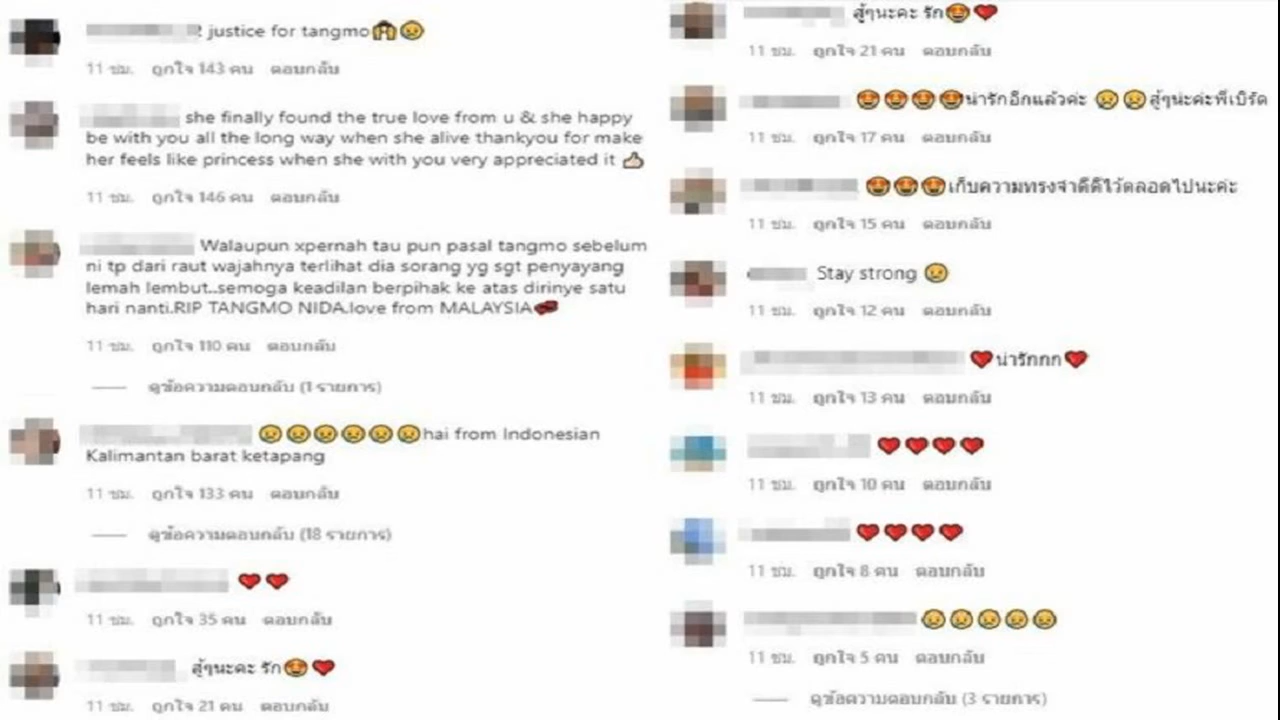 justice for tangmo
11 ชม. ถูกใจ 143 คน ตอบกลับ
she finally found the true love from u & she happy
be with you all the long way when she alive thankyou for make
her feels like princess when she with you very appreciated it 👍🏻
11 ชม. ถูกใจ 146 คน ตอบกลับ
Walaupun xpernah tau pun pasal tangmo sebelum
ni tp dari raut wajahnya terlihat dia sorang yg sgt penyayang
lemah lembut..semoga keadilan berpihak ke atas dirinye satu
hari nanti.RIP TANGMO NIDA.love from MALAYSIA
11 ชม. ถูกใจ 110 คน ตอบกลับ
ดูข้อความตอบกลับ (1 รายการ)
😢😢😢😢😢😢hai from Indonesian
Kalimantan barat ketapang
11 ชม. ถูกใจ 133 คน ตอบกลับ
ดูข้อความตอบกลับ (18 รายการ)
❤️❤️
11 ชม. ถูกใจ 35 คน ตอบกลับ
สู้ๆนะคะ รัก🤩❤️
11 ชม. ถูกใจ 21 คน ตอบกลับ
สู้ๆนะคะ รัก🤩❤️
11 ชม. ถูกใจ 21 คน ตอบกลับ
🤩🤩🤩🤩น่ารักอีกแล้วค่ะ 😢😢สู้ๆน่ะค่ะพี่เบิร์ด
11 ชม. ถูกใจ 17 คน ตอบกลับ
🤩🤩🤩เก็บความทรงจำดีดีไว้ตลอดไปนะค่ะ
11 ชม. ถูกใจ 15 คน ตอบกลับ
Stay strong 😢
11 ชม. ถูกใจ 12 คน ตอบกลับ
❤️น่ารักกก❤️
11 ชม. ถูกใจ 13 คน ตอบกลับ
❤️❤️❤️❤️
11 ชม. ถูกใจ 10 คน ตอบกลับ
❤️❤️❤️❤️
11 ชม. ถูกใจ 8 คน ตอบกลับ
😢😢😢😢😢
11 ชม. ถูกใจ 5 คน ตอบกลับ
ดูข้อความตอบกลับ (3 รายการ)